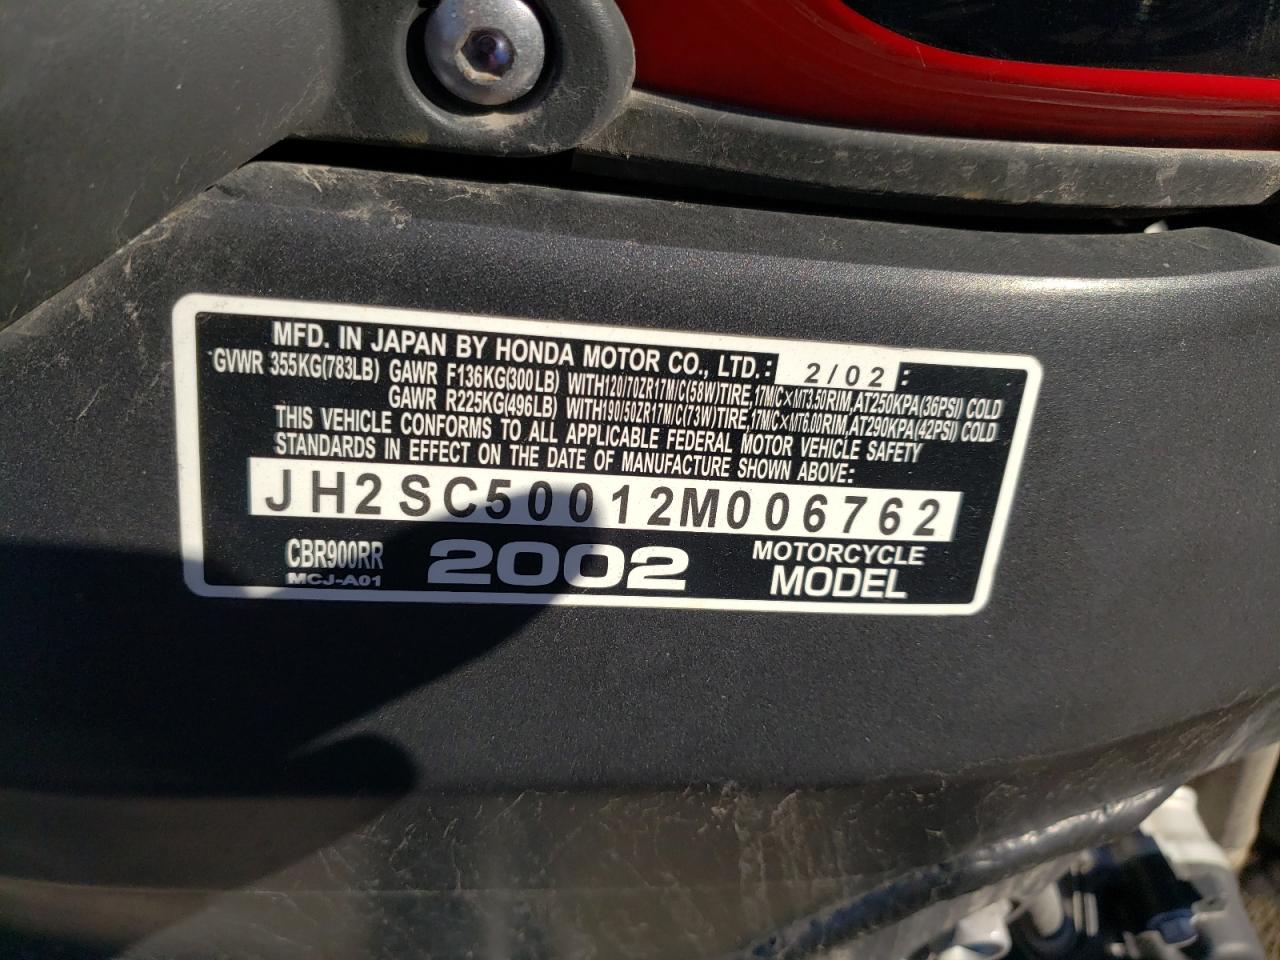 MFD. IN JAPAN BY HONDA MOTOR CO., LTD.: 2/02 :
GVWR 355KG(783LB) GAWR F136KG(300LB) WITH120/70ZR17M/C(58W)TIRE,17M/C×MT3.50RIM,AT250KPA(36PSI) COLD
GAWR R225KG(496LB) WITH190/50ZR17M/C(73W)TIRE,17M/C×MT6.00RIM,AT290KPA(42PSI) COLD
THIS VEHICLE CONFORMS TO ALL APPLICABLE FEDERAL MOTOR VEHICLE SAFETY
STANDARDS IN EFFECT ON THE DATE OF MANUFACTURE SHOWN ABOVE:
JH2SC50012M006762
CBR900RR 2002 MOTORCYCLE
MCJ-A01 MODEL